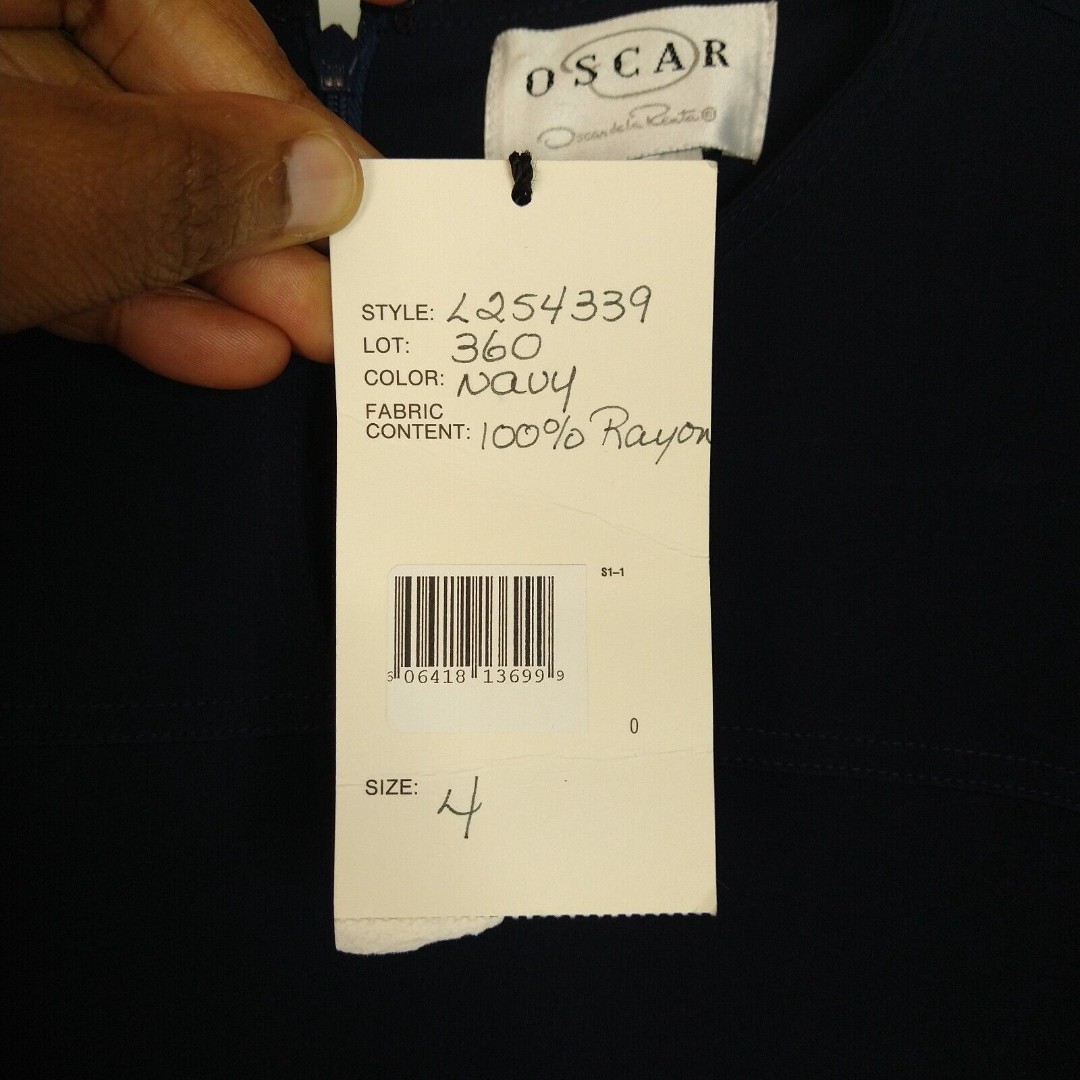 OSCAR
Oscar de la Renta®
STYLE: L254339
LOT: 360
COLOR: Navy
FABRIC
CONTENT: 100% Rayon
S1-1
6 06418 13699 9
0
SIZE: 4